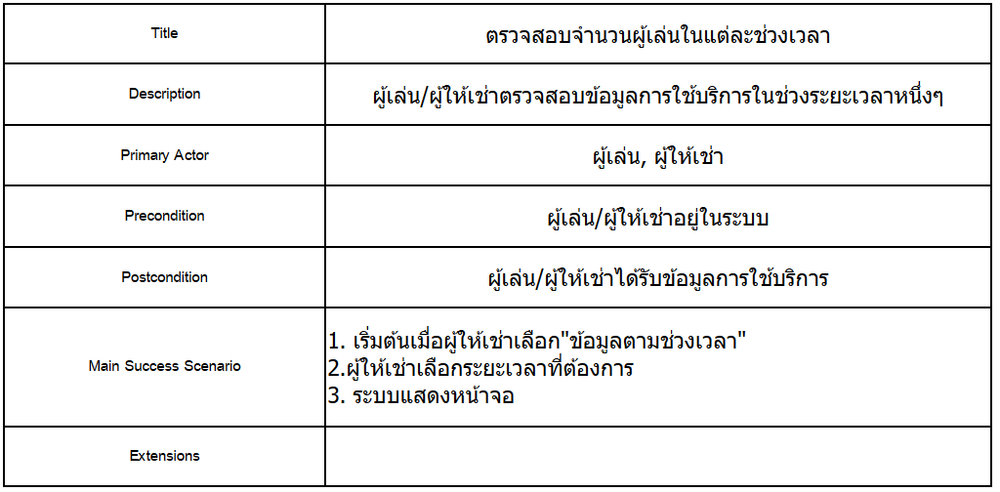 Title
ตรวจสอบจำนวนผู้เล่นในแต่ละช่วงเวลา
Description
ผู้เล่น/ผู้ให้เช่าตรวจสอบข้อมูลการใช้บริการในช่วงระยะเวลาหนึ่งๆ
Primary Actor
ผู้เล่น, ผู้ให้เช่า
Precondition
ผู้เล่น/ผู้ให้เช่าอยู่ในระบบ
Postcondition
ผู้เล่น/ผู้ให้เช่าได้รับข้อมูลการใช้บริการ
Main Success Scenario
1. เริ่มต้นเมื่อผู้ให้เช่าเลือก"ข้อมูลตามช่วงเวลา"
2.ผู้ให้เช่าเลือกระยะเวลาที่ต้องการ
3. ระบบแสดงหน้าจอ
Extensions